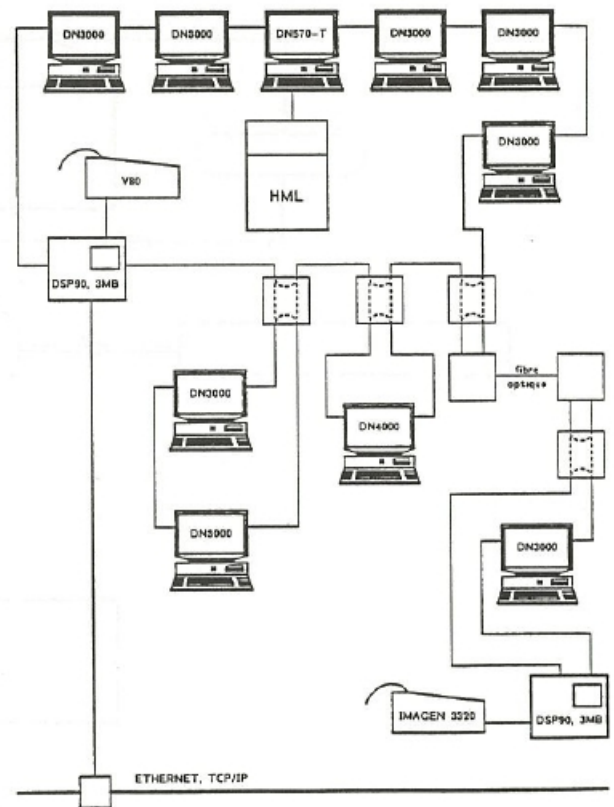 DN3000
DN3000
DN570-T
DN3000
DN3000
DN3000
V80
HML
DSP90, 3MB
fibre
optique
DN3000
DN4000
DN3000
DN3000
IMAGEN 3320
DSP90, 3MB
ETHERNET, TCP/IP